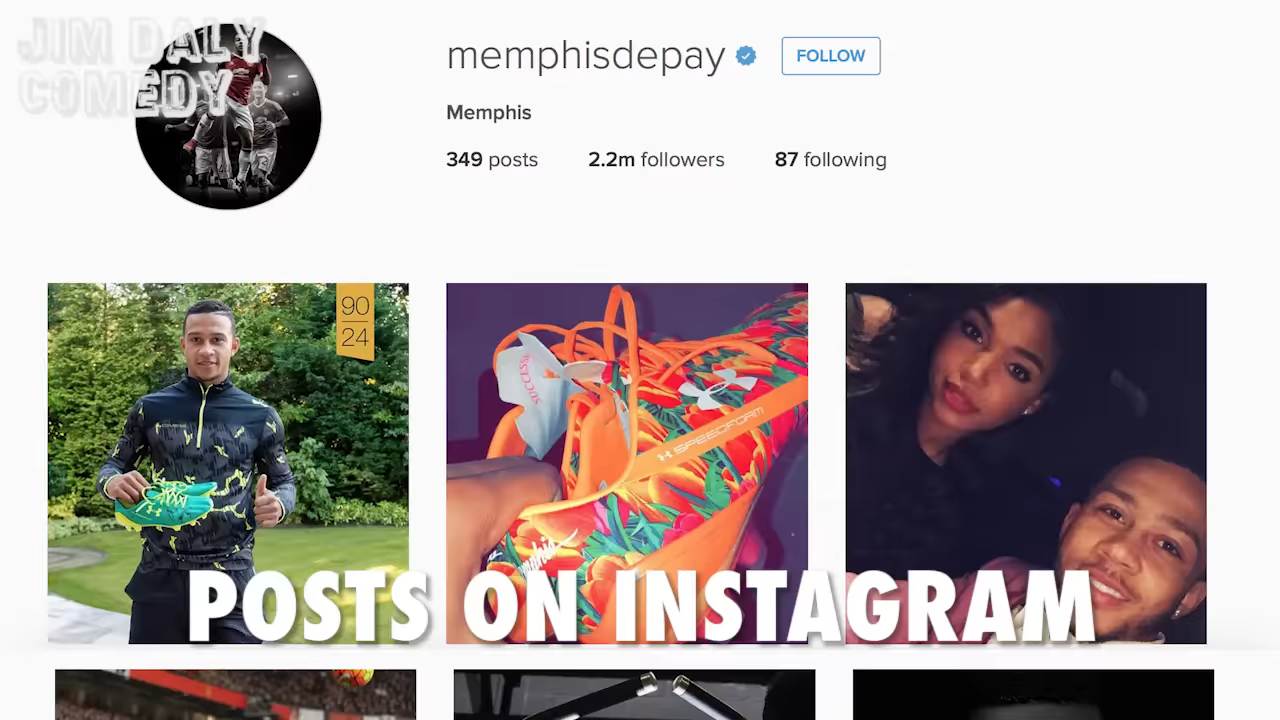 JIM DALY
COMEDY
memphisdepay
FOLLOW
Memphis
349 posts 2.2m followers 87 following
90
24
SUCCESS
SPEEDFORM
POSTS ON INSTAGRAM